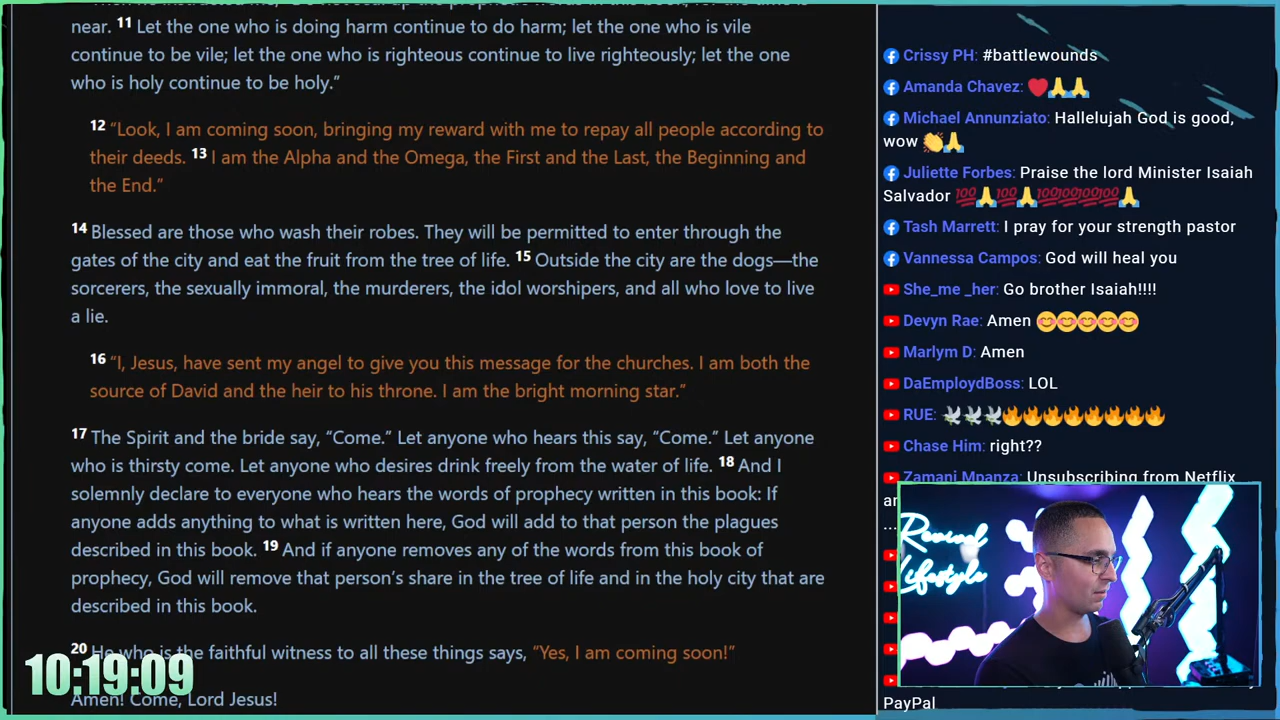 near. 11 Let the one who is doing harm continue to do harm; let the one who is vile
continue to be vile; let the one who is righteous continue to live righteously; let the one
who is holy continue to be holy.”
12 “Look, I am coming soon, bringing my reward with me to repay all people according to
their deeds. 13 I am the Alpha and the Omega, the First and the Last, the Beginning and
the End.”
14 Blessed are those who wash their robes. They will be permitted to enter through the
gates of the city and eat the fruit from the tree of life. 15 Outside the city are the dogs—the
sorcerers, the sexually immoral, the murderers, the idol worshipers, and all who love to live
a lie.
16 “I, Jesus, have sent my angel to give you this message for the churches. I am both the
source of David and the heir to his throne. I am the bright morning star.”
17 The Spirit and the bride say, “Come.” Let anyone who hears this say, “Come.” Let anyone
who is thirsty come. Let anyone who desires drink freely from the water of life. 18 And I
solemnly declare to everyone who hears the words of prophecy written in this book: If
anyone adds anything to what is written here, God will add to that person the plagues
described in this book. 19 And if anyone removes any of the words from this book of
prophecy, God will remove that person’s share in the tree of life and in the holy city that are
described in this book.
20 He who is the faithful witness to all these things says, “Yes, I am coming soon!”
Amen! Come, Lord Jesus!
10:19:09
Crissy PH: #battlewounds
Amanda Chavez: ❤️🙏🙏
Michael Annunziato: Hallelujah God is good,
wow 👏🙏
Juliette Forbes: Praise the lord Minister Isaiah
Salvador 💯🙏💯🙏💯💯💯💯🙏
Tash Marrett: I pray for your strength pastor
Vannessa Campos: God will heal you
She_me _her: Go brother Isaiah!!!!
Devyn Rae: Amen 😊😊😊😊😊
Marlym D: Amen
DaEmploydBoss: LOL
RUE: 🕊🕊🕊🔥🔥🔥🔥🔥🔥🔥🔥
Chase Him: right??
Zamani Mpanza: Unsubscribing from Netflix
Revival
Lifestyle
PayPal